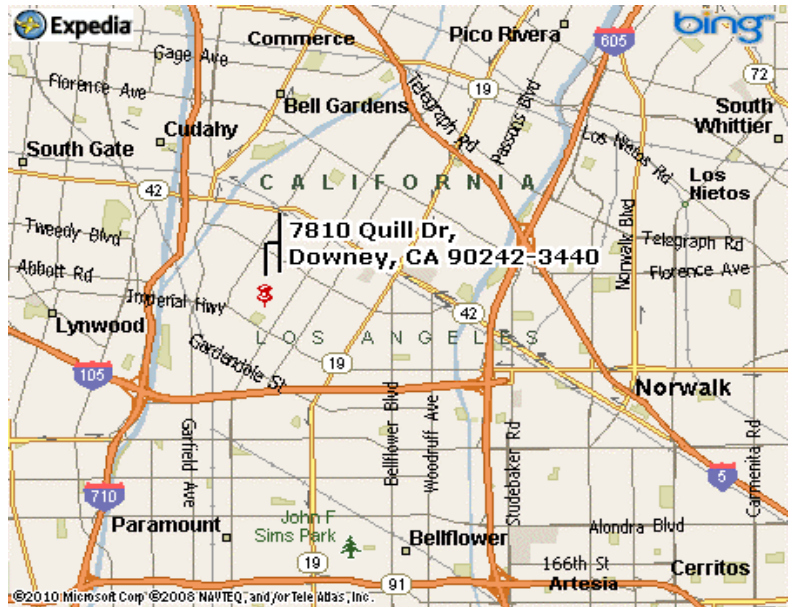 Expedia
bing
Commerce
Pico Rivera
605
Gage Ave
19
72
Florence Ave
Telegraph Rd
Passons Blvd
Bell Gardens
South
Whittier
Cudahy
Los Nietos Rd
South Gate
Los
Nietos
CALIFORNIA
42
Norwalk Blvd
7810 Quill Dr,
Downey, CA 90242-3440
Tweedy Blvd
Telegraph Rd
Florence Ave
Abbott Rd
Imperial Hwy
Lynwood
42
LOS ANGELES
Gardendale St
19
105
Norwalk
Bellflower Blvd
Woodruff Ave
Garfield Ave
Studebaker Rd
Carmenita Rd
5
710
Paramount
John F
Sims Park
Bellflower
Alondra Blvd
19
91
166th St
Artesia
Cerritos
©2010 Microsoft Corp ©2008 NAVTEQ, and/or Tele Atlas, Inc.